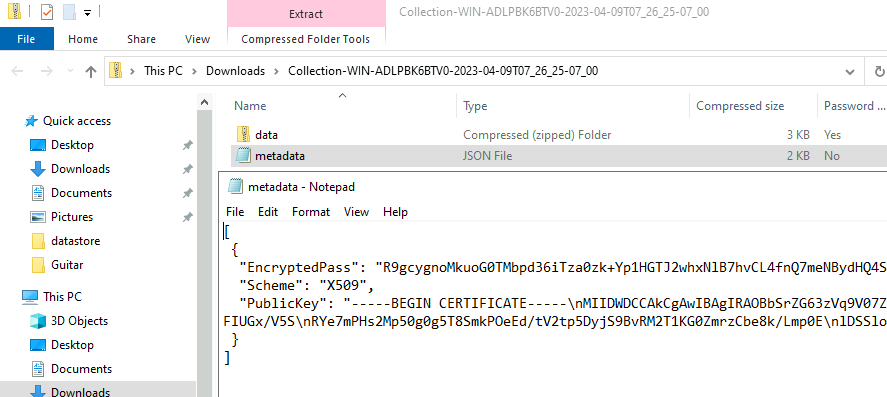 Extract
Collection-WIN-ADLPBK6BTV0-2023-04-09T07_26_25-07_00
File
Home
Share
View
Compressed Folder Tools
This PC > Downloads > Collection-WIN-ADLPBK6BTV0-2023-04-09T07_26_25-07_00
Name
Type
Compressed size
Password ...
Quick access
Desktop
Downloads
Documents
Pictures
datastore
Guitar
This PC
3D Objects
Desktop
Documents
Downloads
data
Compressed (zipped) Folder
3 KB
Yes
metadata
JSON File
2 KB
No
metadata - Notepad
File Edit Format View Help
[
{
"EncryptedPass": "R9gcygnoMkuoG0TMbpd36iTza0zk+Yp1HGTJ2whxNlB7hvCL4fnQ7meNBydHQ4S
"Scheme": "X509",
"PublicKey": "-----BEGIN CERTIFICATE-----\nMIIDWDCCAkCgAwIBAgIRAOBbSrZG63zVq9V07Z
FIUGx/V5S\nRYe7mPHs2Mp50g0g5T8SmkPOeEd/tV2tp5DyjS9BvRM2T1KG0ZmrzCbe8k/Lmp0E\nlDSSlo
}
]